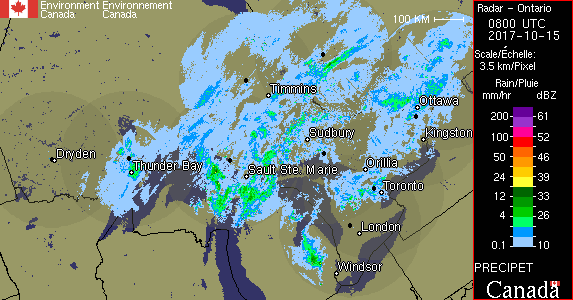 Environment Environnement
Canada Canada
100 KM
Timmins
Ottawa
Sudbury
Kingston
Dryden
Thunder Bay
Sault Ste. Marie
Orillia
Toronto
London
Windsor
Radar - Ontario
0800 UTC
2017-10-15
Scale/Échelle:
3.5 km/Pixel
Rain/Pluie
mm/hr dBZ
200 61
100 52
50 46
24 39
12 33
4 26
0.1 10
PRECIPET
Canada